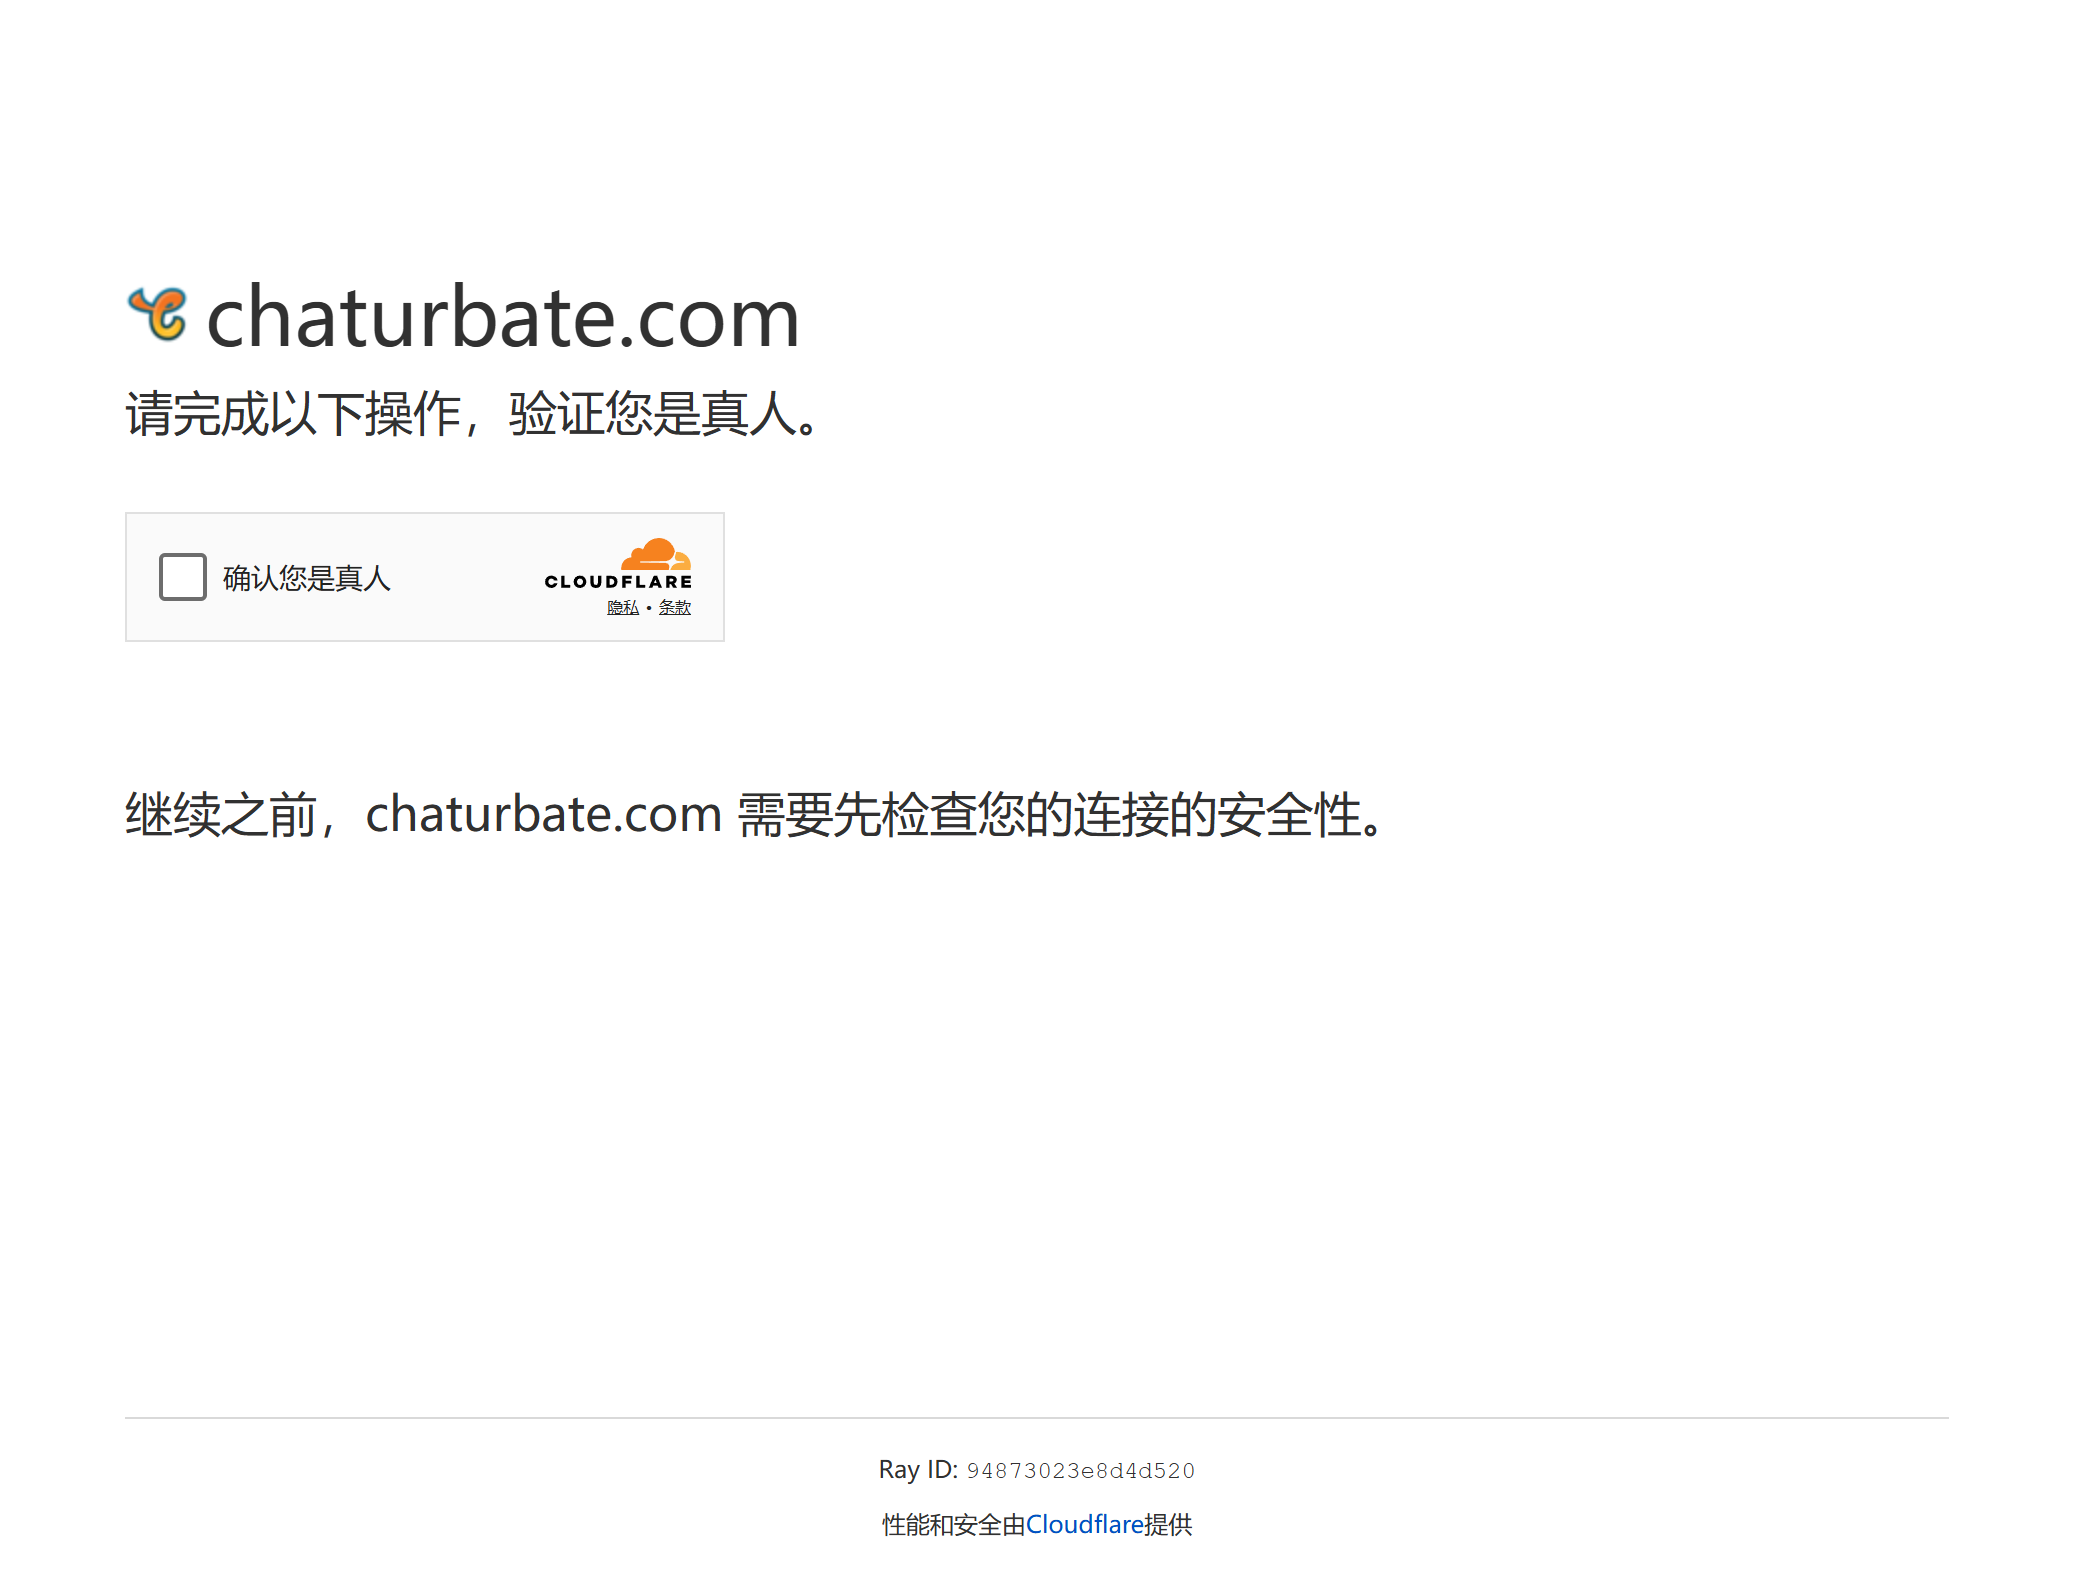 chaturbate.com
请完成以下操作，验证您是真人。
确认您是真人
CLOUDFLARE
隐私 • 条款
继续之前，chaturbate.com 需要先检查您的连接的安全性。
Ray ID: 94873023e8d4d520
性能和安全由Cloudflare提供